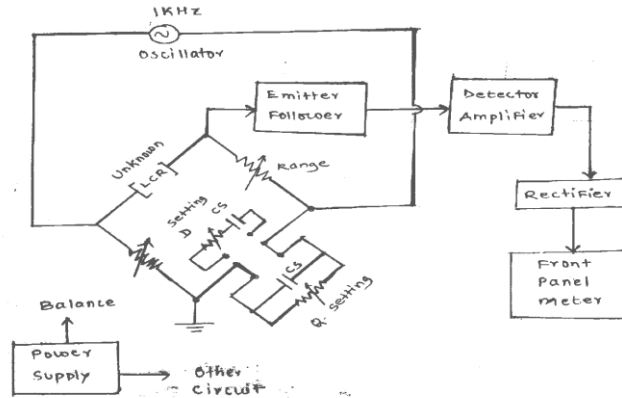 1KHz
Oscillator
Emitter
Follower
Detector
Amplifier
Unknown
LCR
Range
Setting
D
CS
CS
Q-Setting
Rectifier
Front
Panel
meter
Balance
Power
Supply
Other
Circuit